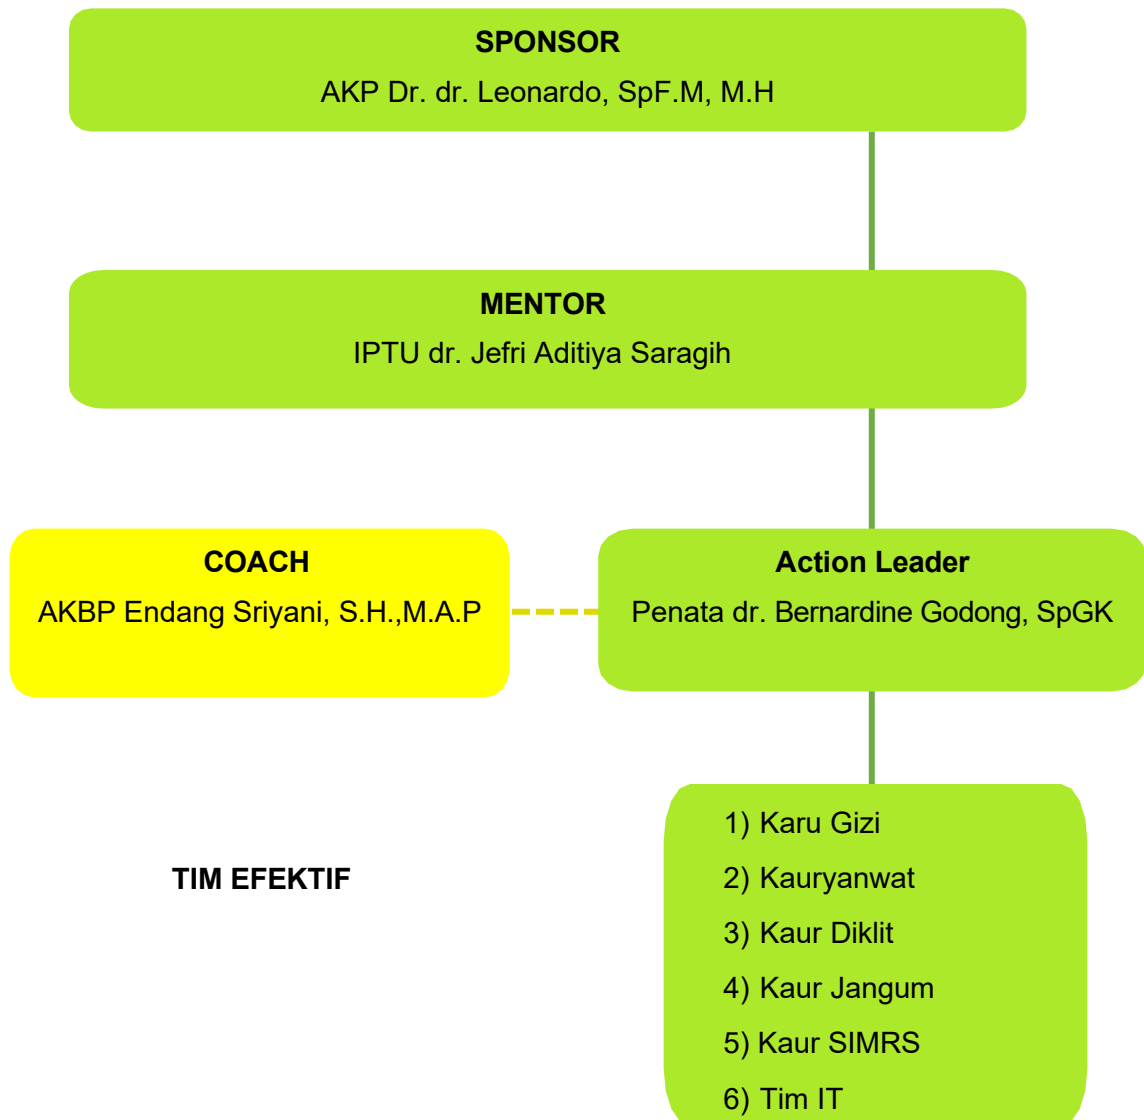 SPONSOR
AKP Dr. dr. Leonardo, SpF.M, M.H
MENTOR
IPTU dr. Jefri Aditiya Saragih
COACH
AKBP Endang Sriyani, S.H.,M.A.P
Action Leader
Penata dr. Bernardine Godong, SpGK
TIM EFEKTIF
1) Karu Gizi
2) Kauryanwat
3) Kaur Diklit
4) Kaur Jangum
5) Kaur SIMRS
6) Tim IT